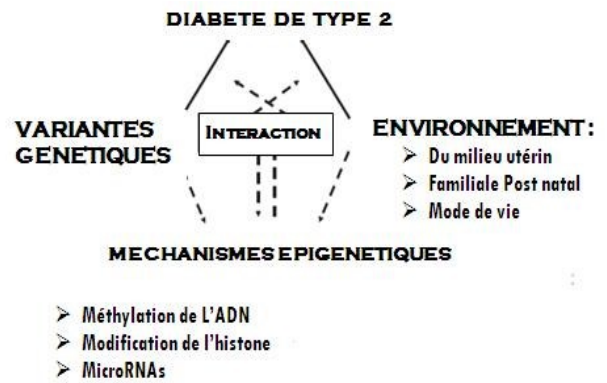 DIABETE DE TYPE 2
VARIANTES
GENETIQUES
INTERACTION
ENVIRONNEMENT:
➤ Du milieu utérin
➤ Familiale Post natal
➤ Mode de vie
MECHANISMES EPIGENETIQUES
➤ Méthylation de L'ADN
➤ Modification de l'histone
➤ MicroRNAs